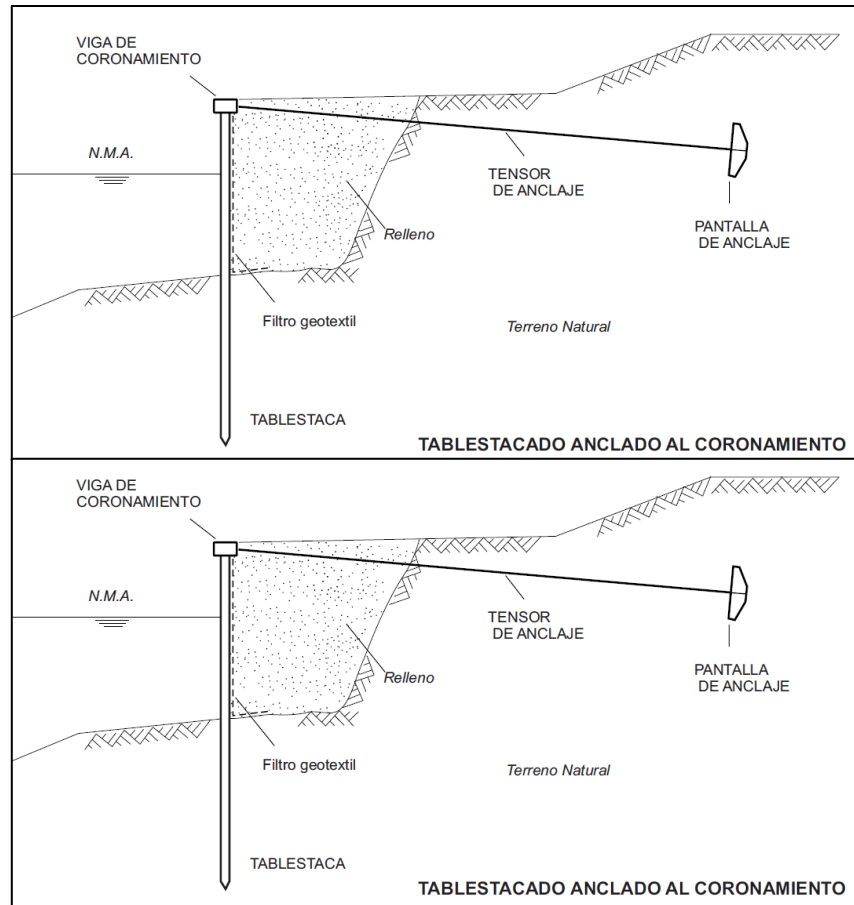 VIGA DE
CORONAMIENTO
N.M.A.
TENSOR
DE ANCLAJE
PANTALLA
DE ANCLAJE
Relleno
Filtro geotextil
Terreno Natural
TABLESTACA
TABLESTACADO ANCLADO AL CORONAMIENTO
VIGA DE
CORONAMIENTO
N.M.A.
TENSOR
DE ANCLAJE
PANTALLA
DE ANCLAJE
Relleno
Filtro geotextil
Terreno Natural
TABLESTACA
TABLESTACADO ANCLADO AL CORONAMIENTO